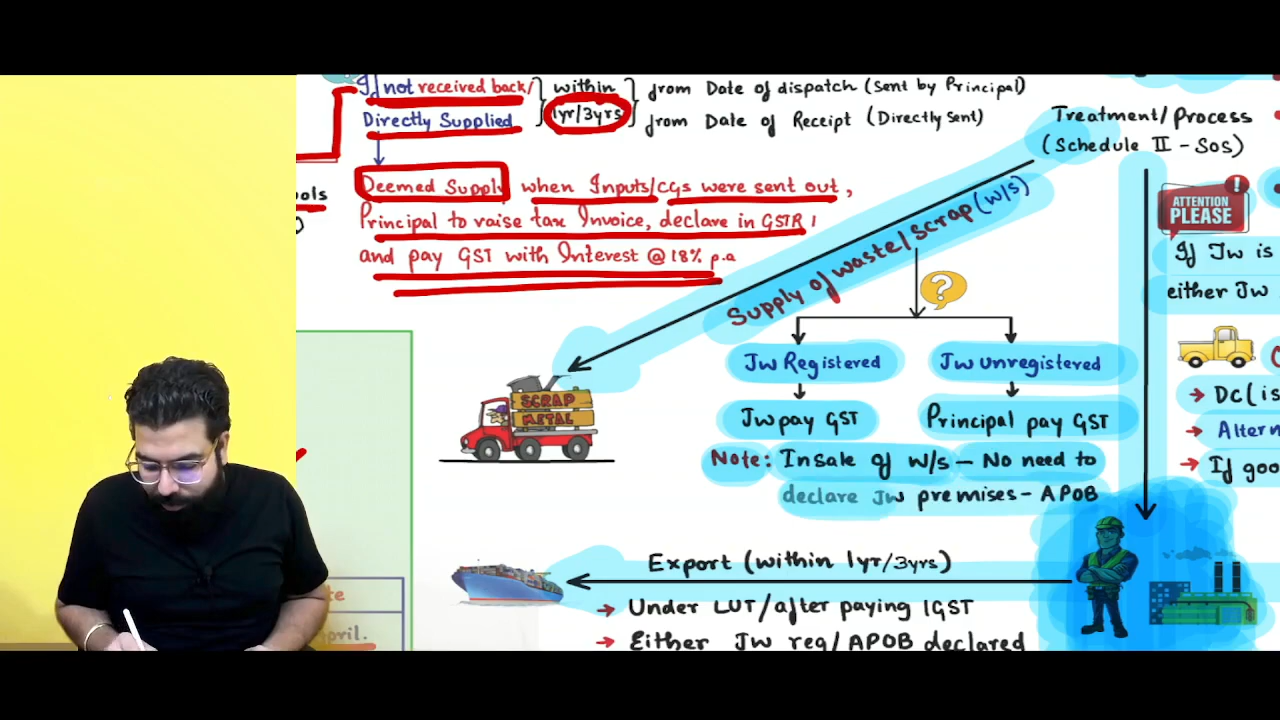 If not received back/ within from Date of dispatch (Sent by Principal)
Directly Supplied 1yr/3yrs from Date of Receipt (Directly Sent)
Deemed Supply when Inputs/CGs were sent out,
Principal to raise tax Invoice, declare in GSTR 1
and pay GST with Interest @ 18% p.a
ools
)
Treatment/Process
(Schedule II - SoS)
ATTENTION
PLEASE
If Jw is
either Jw
Supply of waste/scrap (w/s)
?
Jw Registered
Jw unregistered
Jw pay GST
Principal pay GST
Note: In sale of w/s - No need to
declare Jw premises - APOB
SCRAP
METAL
DC (is
Altern
If goo
Export (within 1yr/3yrs)
Under LUT/after paying IGST
Either Jw reg/APOB declared
te
pril.